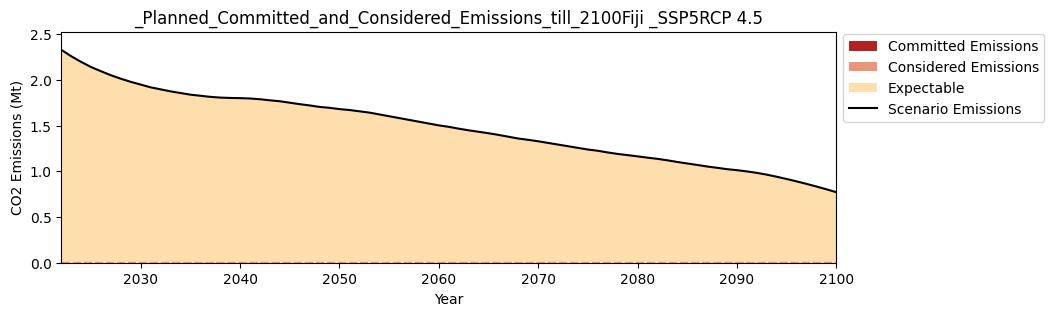 _Planned_Committed_and_Considered_Emissions_till_2100Fiji _SSP5RCP 4.5
CO2 Emissions (Mt)
2.5
2.0
1.5
1.0
0.5
0.0
2030 2040 2050 2060 2070 2080 2090 2100
Year
Committed Emissions
Considered Emissions
Expectable
Scenario Emissions